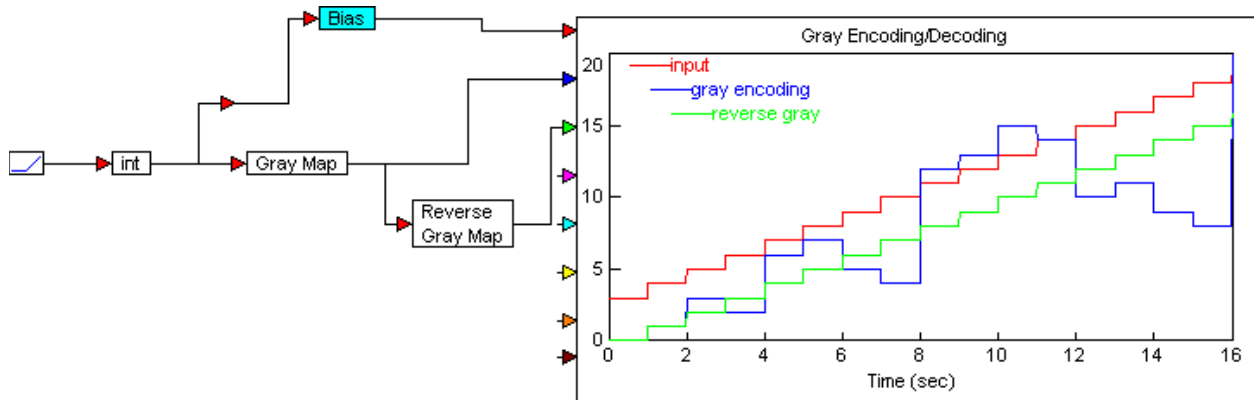 Bias
int
Gray Map
Reverse
Gray Map
Gray Encoding/Decoding
input
gray encoding
reverse gray
20
15
10
5
0
0 2 4 6 8 10 12 14 16
Time (sec)